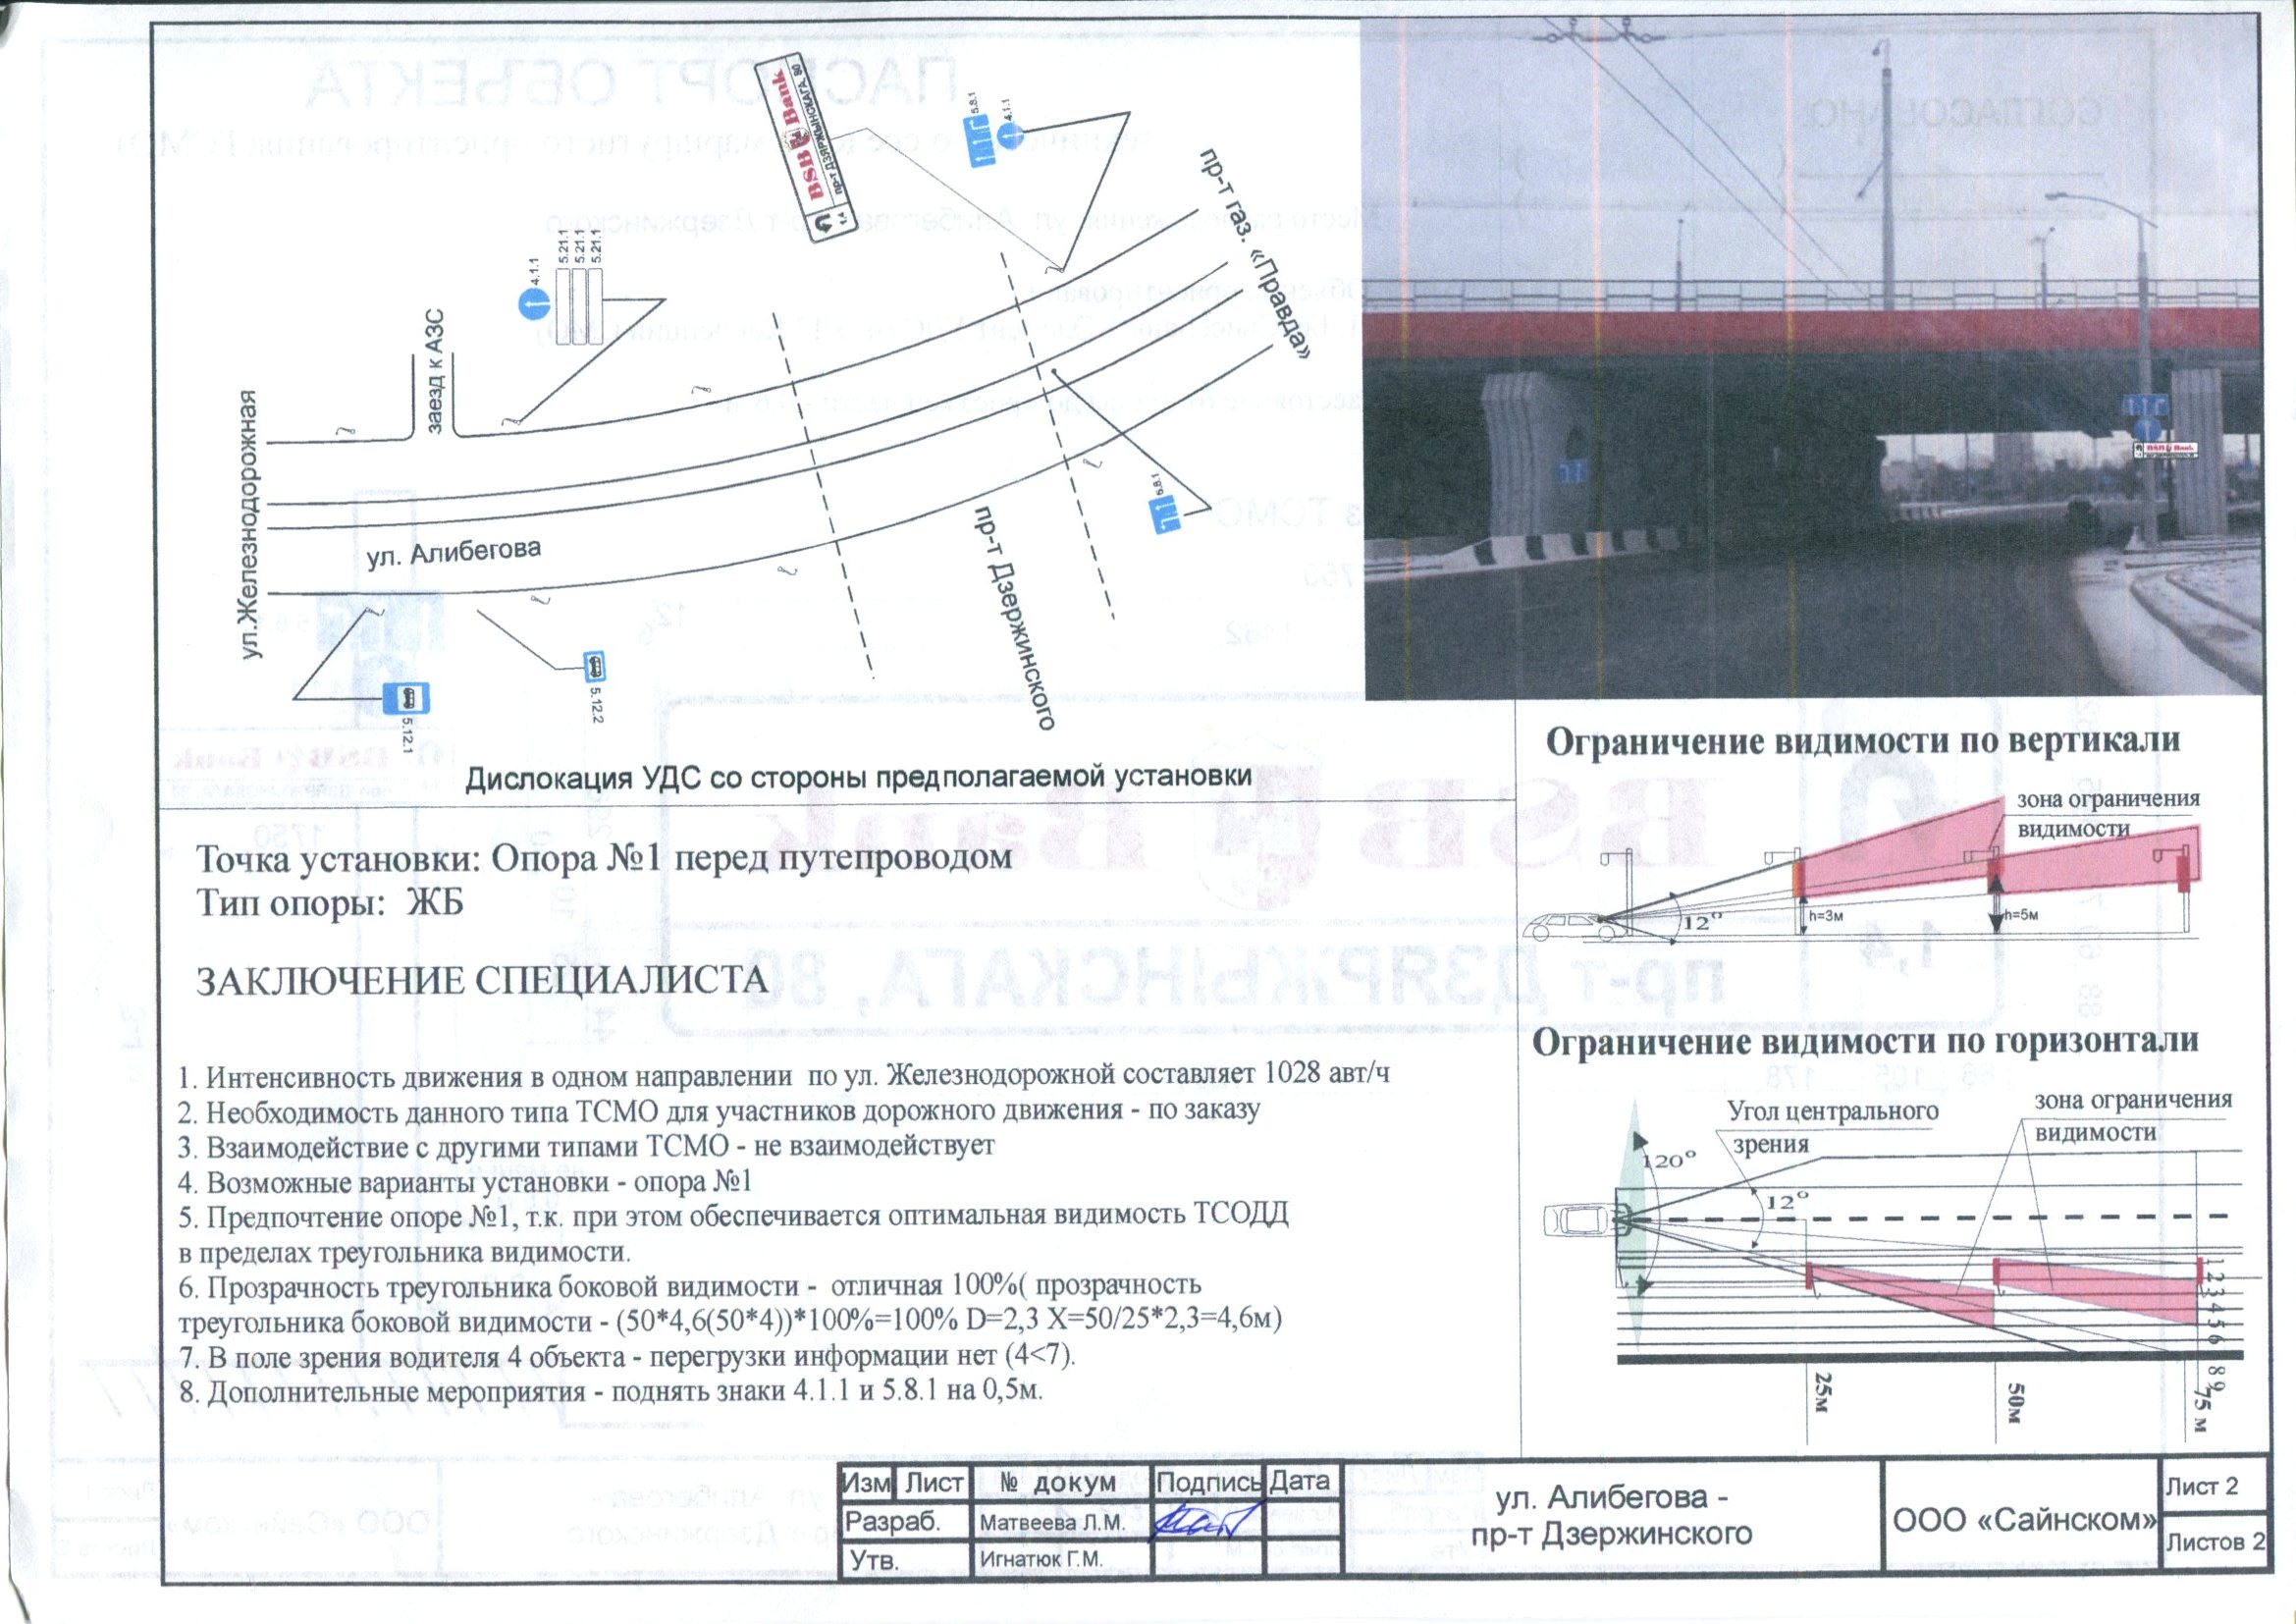 BSB Bank
пр-т ДЗЯРЖЫНСКАГА, 80
1,4
5.8.1
4.1.1
4.1.1
5.21.1
5.21.1
5.21.1
заезд к АЗС
ул.Железнодорожная
ул. Алибегова
пр-т газ. «Правда»
пр-т Дзержинского
5.8.1
5.12.1
5.12.2
Дислокация УДС со стороны предполагаемой установки
BSB Bank
Точка установки: Опора №1 перед путепроводом
Тип опоры: ЖБ
ЗАКЛЮЧЕНИЕ СПЕЦИАЛИСТА
1. Интенсивность движения в одном направлении по ул. Железнодорожной составляет 1028 авт/ч
2. Необходимость данного типа ТСМО для участников дорожного движения - по заказу
3. Взаимодействие с другими типами ТСМО - не взаимодействует
4. Возможные варианты установки - опора №1
5. Предпочтение опоре №1, т.к. при этом обеспечивается оптимальная видимость ТСОДД
в пределах треугольника видимости.
6. Прозрачность треугольника боковой видимости - отличная 100%( прозрачность
треугольника боковой видимости - (50*4,6(50*4))*100%=100% D=2,3 X=50/25*2,3=4,6м)
7. В поле зрения водителя 4 объекта - перегрузки информации нет (4<7).
8. Дополнительные мероприятия - поднять знаки 4.1.1 и 5.8.1 на 0,5м.
Ограничение видимости по вертикали
зона ограничения
видимости
12°
h=3м
h=5м
Ограничение видимости по горизонтали
Угол центрального
зрения
зона ограничения
видимости
120°
12°
1 2 3 4 5 6 8 9
25м
50м
75 м
Изм Лист № докум Подпись Дата
Разраб. Матвеева Л.М.
Утв. Игнатюк Г.М.
ул. Алибегова -
пр-т Дзержинского
ООО «Сайнском»
Лист 2
Листов 2